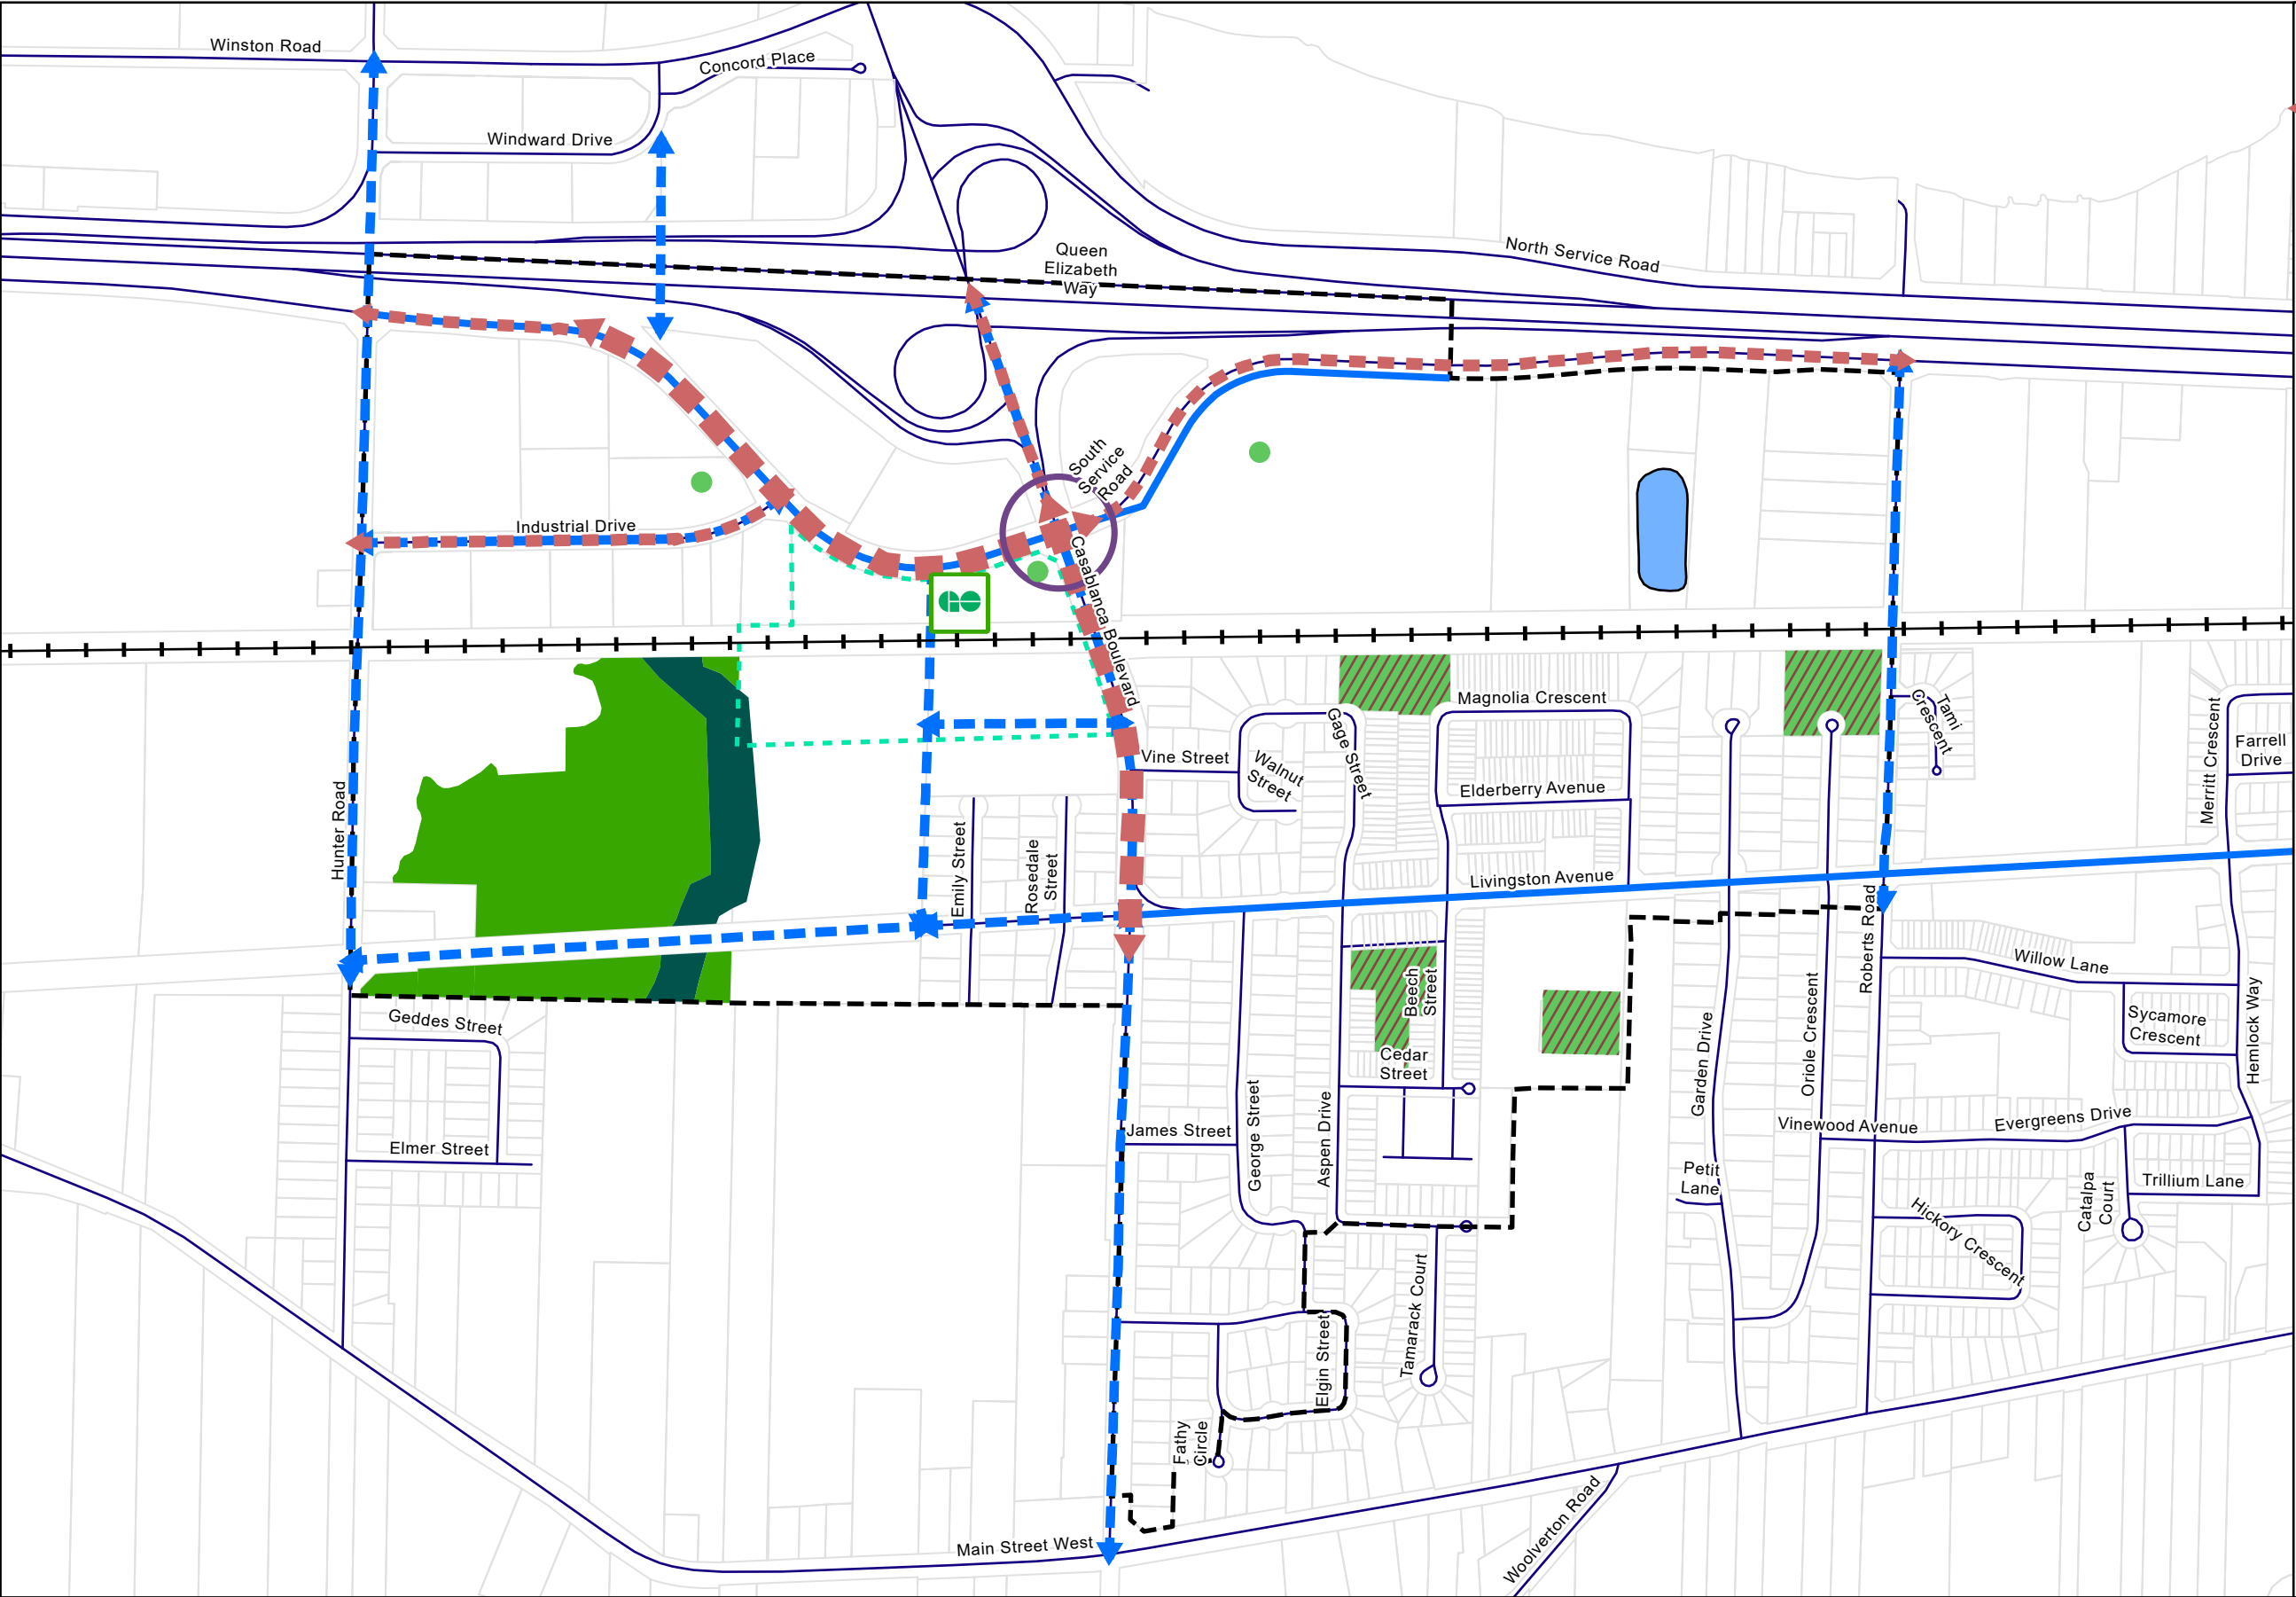 Winston Road
Concord Place
Windward Drive
Queen
Elizabeth
Way
North Service Road
South
Service
Road
Industrial Drive
GO
Casablanca Boulevard
Magnolia Crescent
Tami
Crescent
Gage Street
Merritt Crescent
Farrell
Drive
Vine Street
Walnut
Street
Elderberry Avenue
Hunter Road
Emily Street
Rosedale
Street
Livingston Avenue
Roberts Road
Willow Lane
Beech
Street
Geddes Street
Sycamore
Crescent
Hemlock Way
Cedar
Street
Garden Drive
Oriole Crescent
George Street
Aspen Drive
James Street
Vinewood Avenue
Evergreens Drive
Elmer Street
Petit
Lane
Catalpa
Court
Trillium Lane
Hickory Crescent
Tamarack Court
Elgin Street
Fathy
Circle
Main Street West
Woolverton Road